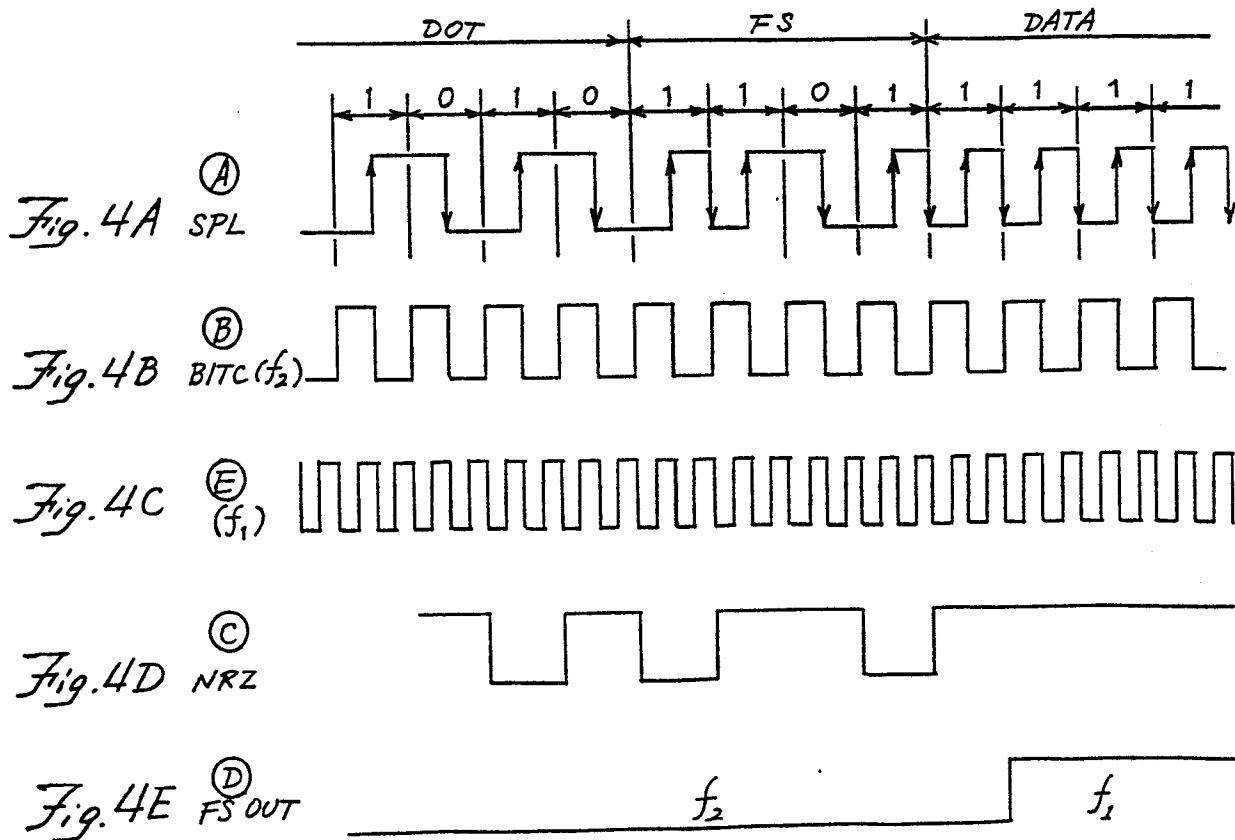 DOT FS DATA
1 0 1 0 1 1 0 1 1 1 1 1
Fig. 4A Ⓐ SPL
Fig. 4B Ⓑ BITC (f₂)
Fig. 4C Ⓔ (f₁)
Fig. 4D Ⓒ NRZ
Fig. 4E Ⓓ FS OUT f₂ f₁